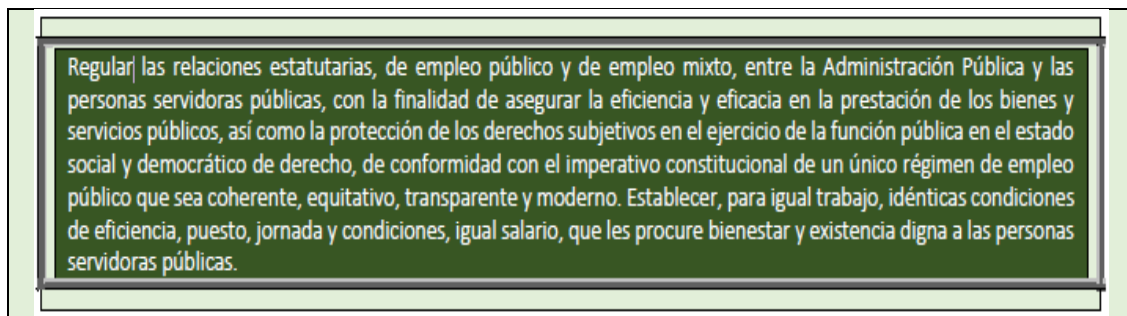 Regular las relaciones estatutarias, de empleo público y de empleo mixto, entre la Administración Pública y las
personas servidoras públicas, con la finalidad de asegurar la eficiencia y eficacia en la prestación de los bienes y
servicios públicos, así como la protección de los derechos subjetivos en el ejercicio de la función pública en el estado
social y democrático de derecho, de conformidad con el imperativo constitucional de un único régimen de empleo
público que sea coherente, equitativo, transparente y moderno. Establecer, para igual trabajo, idénticas condiciones
de eficiencia, puesto, jornada y condiciones, igual salario, que les procure bienestar y existencia digna a las personas
servidoras públicas.